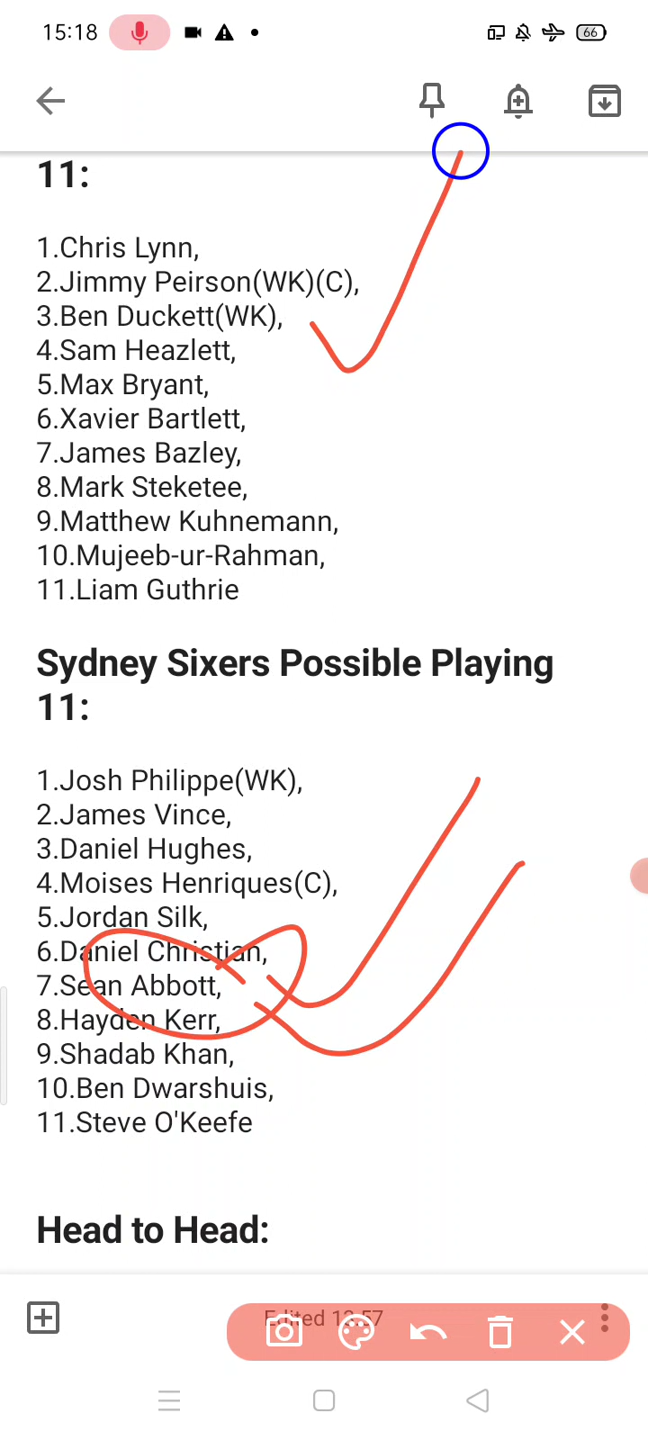 15:18
66
11:
1.Chris Lynn,
2.Jimmy Peirson(WK)(C),
3.Ben Duckett(WK),
4.Sam Heazlett,
5.Max Bryant,
6.Xavier Bartlett,
7.James Bazley,
8.Mark Steketee,
9.Matthew Kuhnemann,
10.Mujeeb-ur-Rahman,
11.Liam Guthrie
Sydney Sixers Possible Playing
11:
1.Josh Philippe(WK),
2.James Vince,
3.Daniel Hughes,
4.Moises Henriques(C),
5.Jordan Silk,
6.Daniel Christian,
7.Sean Abbott,
8.Hayden Kerr,
9.Shadab Khan,
10.Ben Dwarshuis,
11.Steve O'Keefe
Head to Head:
Edited